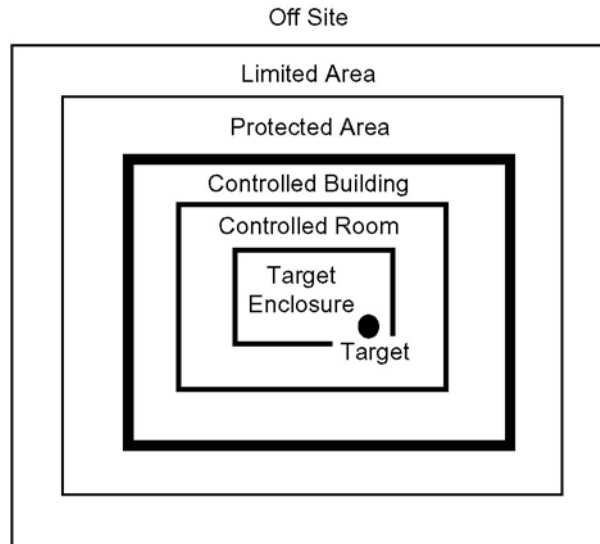 Off Site
Limited Area
Protected Area
Controlled Building
Controlled Room
Target
Enclosure
Target